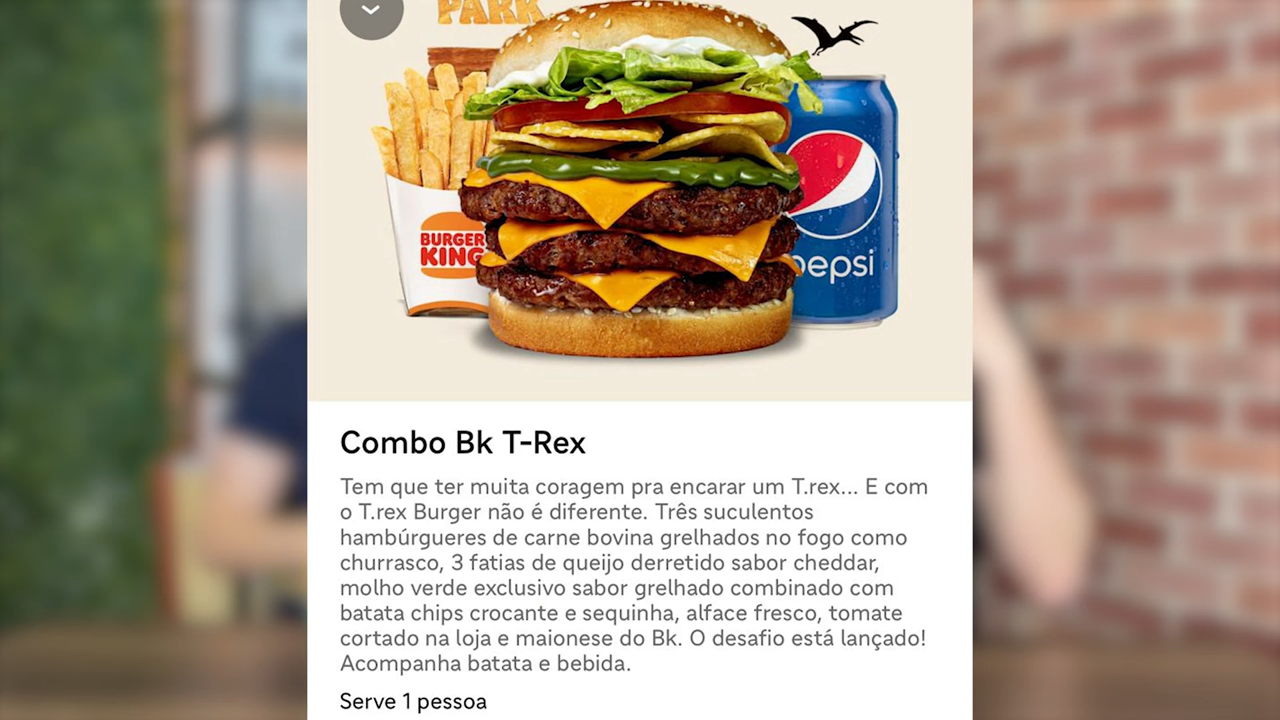 PARK
BURGER
KING
pepsi
Combo Bk T-Rex
Tem que ter muita coragem pra encarar um T.rex... E com
o T.rex Burger não é diferente. Três suculentos
hambúrgueres de carne bovina grelhados no fogo como
churrasco, 3 fatias de queijo derretido sabor cheddar,
molho verde exclusivo sabor grelhado combinado com
batata chips crocante e sequinha, alface fresco, tomate
cortado na loja e maionese do Bk. O desafio está lançado!
Acompanha batata e bebida.
Serve 1 pessoa